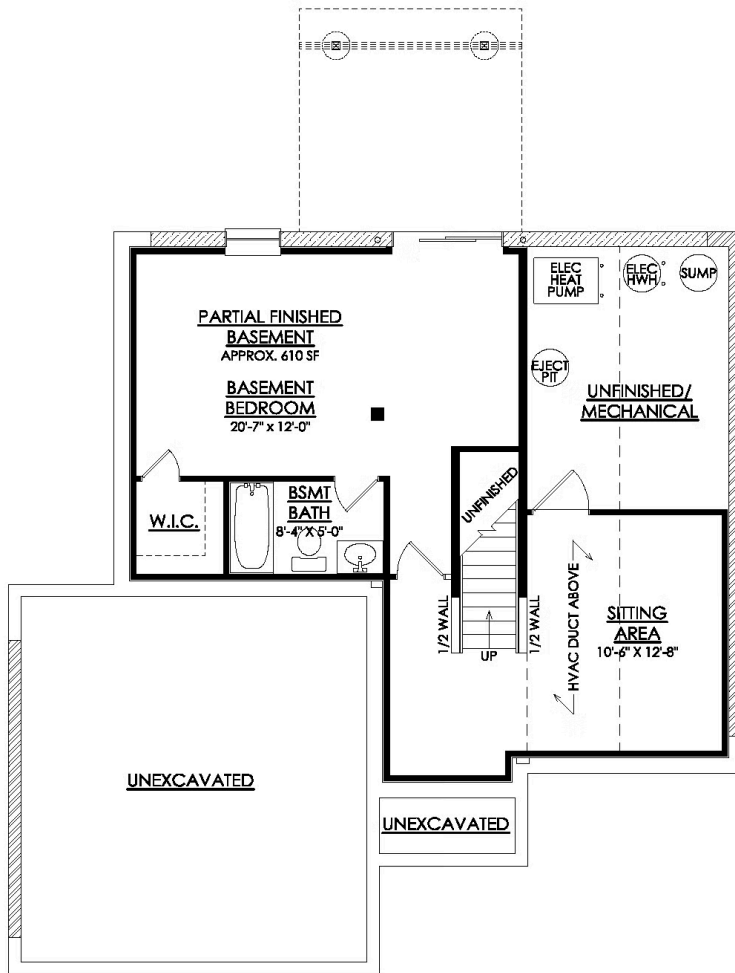 ELEC
HEAT
PUMP
ELEC
HWH
SUMP
PARTIAL FINISHED
BASEMENT
APPROX. 610 SF
EJECT
PIT
BASEMENT
BEDROOM
20'-7" x 12'-0"
UNFINISHED/
MECHANICAL
W.I.C.
BSMT
BATH
8'-4" X 5'-0"
UNFINISHED
1/2 WALL
UP
1/2 WALL
HVAC DUCT ABOVE
SITTING
AREA
10'-6" X 12'-8"
UNEXCAVATED
UNEXCAVATED